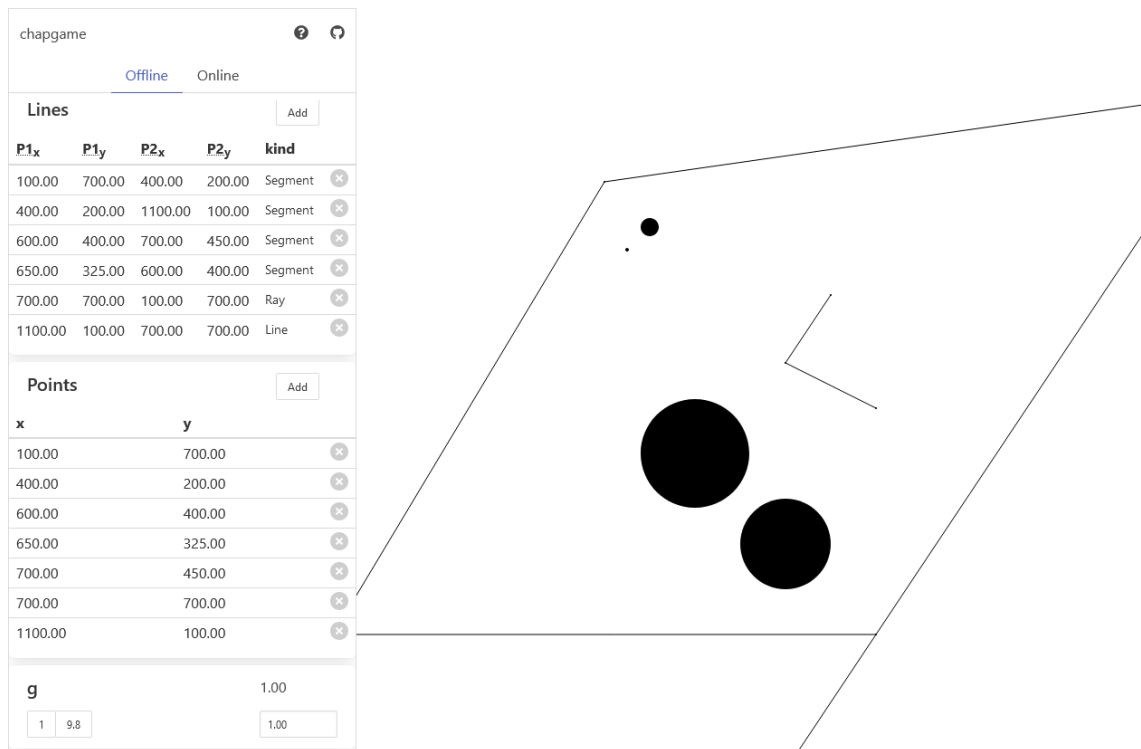 chapgame
Offline Online
Lines Add
P1x P1y P2x P2y kind
100.00 700.00 400.00 200.00 Segment
400.00 200.00 1100.00 100.00 Segment
600.00 400.00 700.00 450.00 Segment
650.00 325.00 600.00 400.00 Segment
700.00 700.00 100.00 700.00 Ray
1100.00 100.00 700.00 700.00 Line
Points Add
x y
100.00 700.00
400.00 200.00
600.00 400.00
650.00 325.00
700.00 450.00
700.00 700.00
1100.00 100.00
g 1.00
1 9.8 1.00